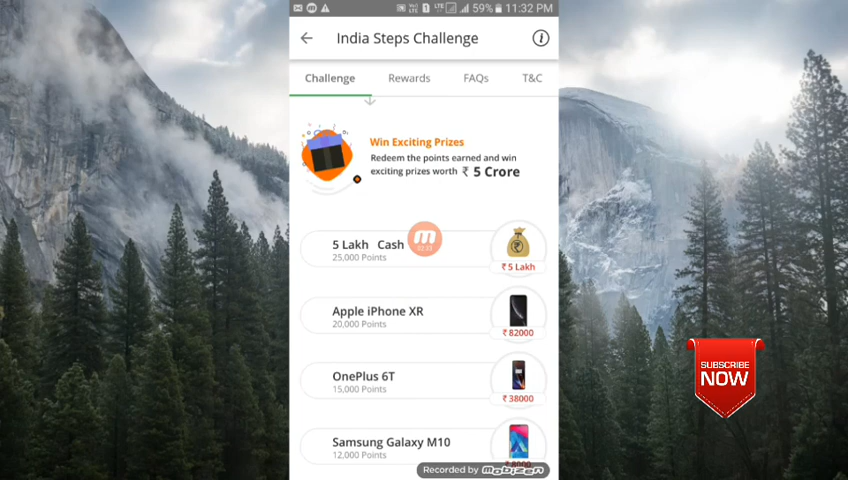 59% 11:32 PM
India Steps Challenge
Challenge Rewards FAQs T&C
Win Exciting Prizes
Redeem the points earned and win
exciting prizes worth ₹ 5 Crore
5 Lakh Cash
25,000 Points
₹ 5 Lakh
Apple iPhone XR
20,000 Points
₹ 82000
OnePlus 6T
15,000 Points
₹ 38000
Samsung Galaxy M10
12,000 Points
Recorded by Mobizen
SUBSCRIBE
NOW